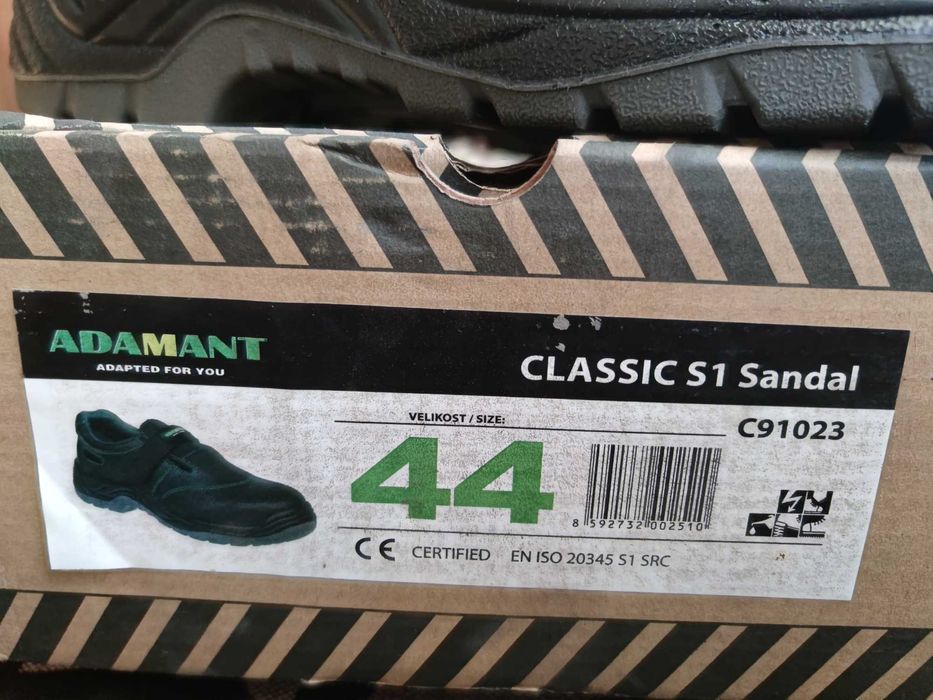 ADAMANT
ADAPTED FOR YOU
CLASSIC S1 Sandal
VELIKOST / SIZE:
C91023
44
8 592732 002510
CE CERTIFIED EN ISO 20345 S1 SRC